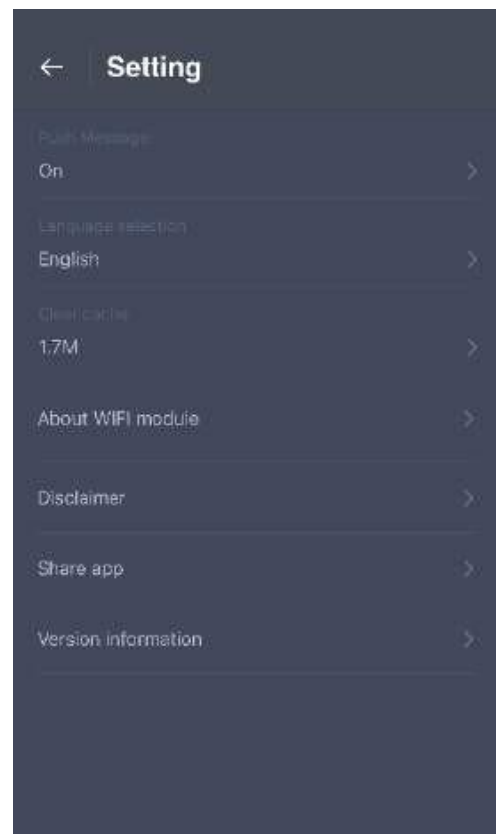 Setting
Push Message
On
Language selection
English
Clear cache
1.7M
About WIFI module
Disclaimer
Share app
Version information